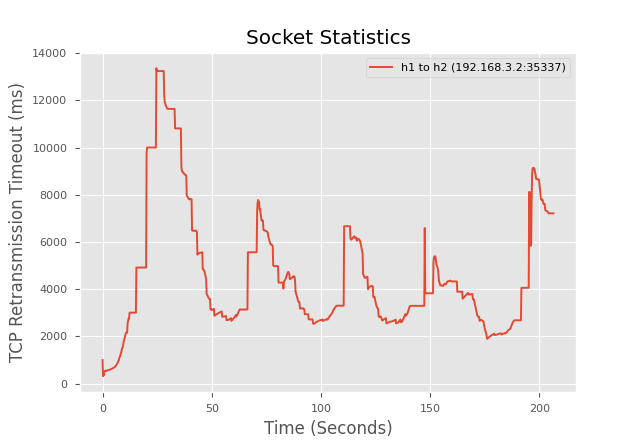 Socket Statistics
h1 to h2 (192.168.3.2:35337)
TCP Retransmission Timeout (ms)
14000
12000
10000
8000
6000
4000
2000
0
0 50 100 150 200
Time (Seconds)